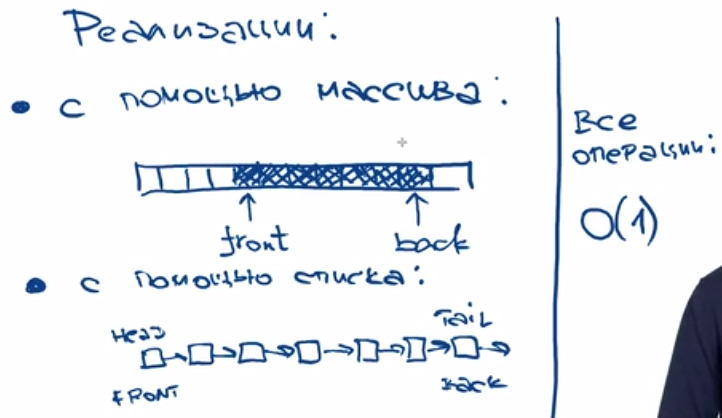 Реализации:
• с помощью массива:
front back
• с помощью списка:
Head Tail
FRONT Back
Все
операции:
O(1)